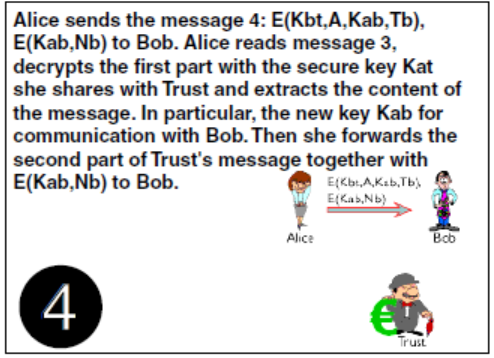 Alice sends the message 4: E(Kbt,A,Kab,Tb),
E(Kab,Nb) to Bob. Alice reads message 3,
decrypts the first part with the secure key Kat
she shares with Trust and extracts the content of
the message. In particular, the new key Kab for
communication with Bob. Then she forwards the
second part of Trust's message together with
E(Kab,Nb) to Bob.
E(Kbt,A,Kab,Tb),
E(Kab,Nb)
Alice
Bob
4
€
Trust